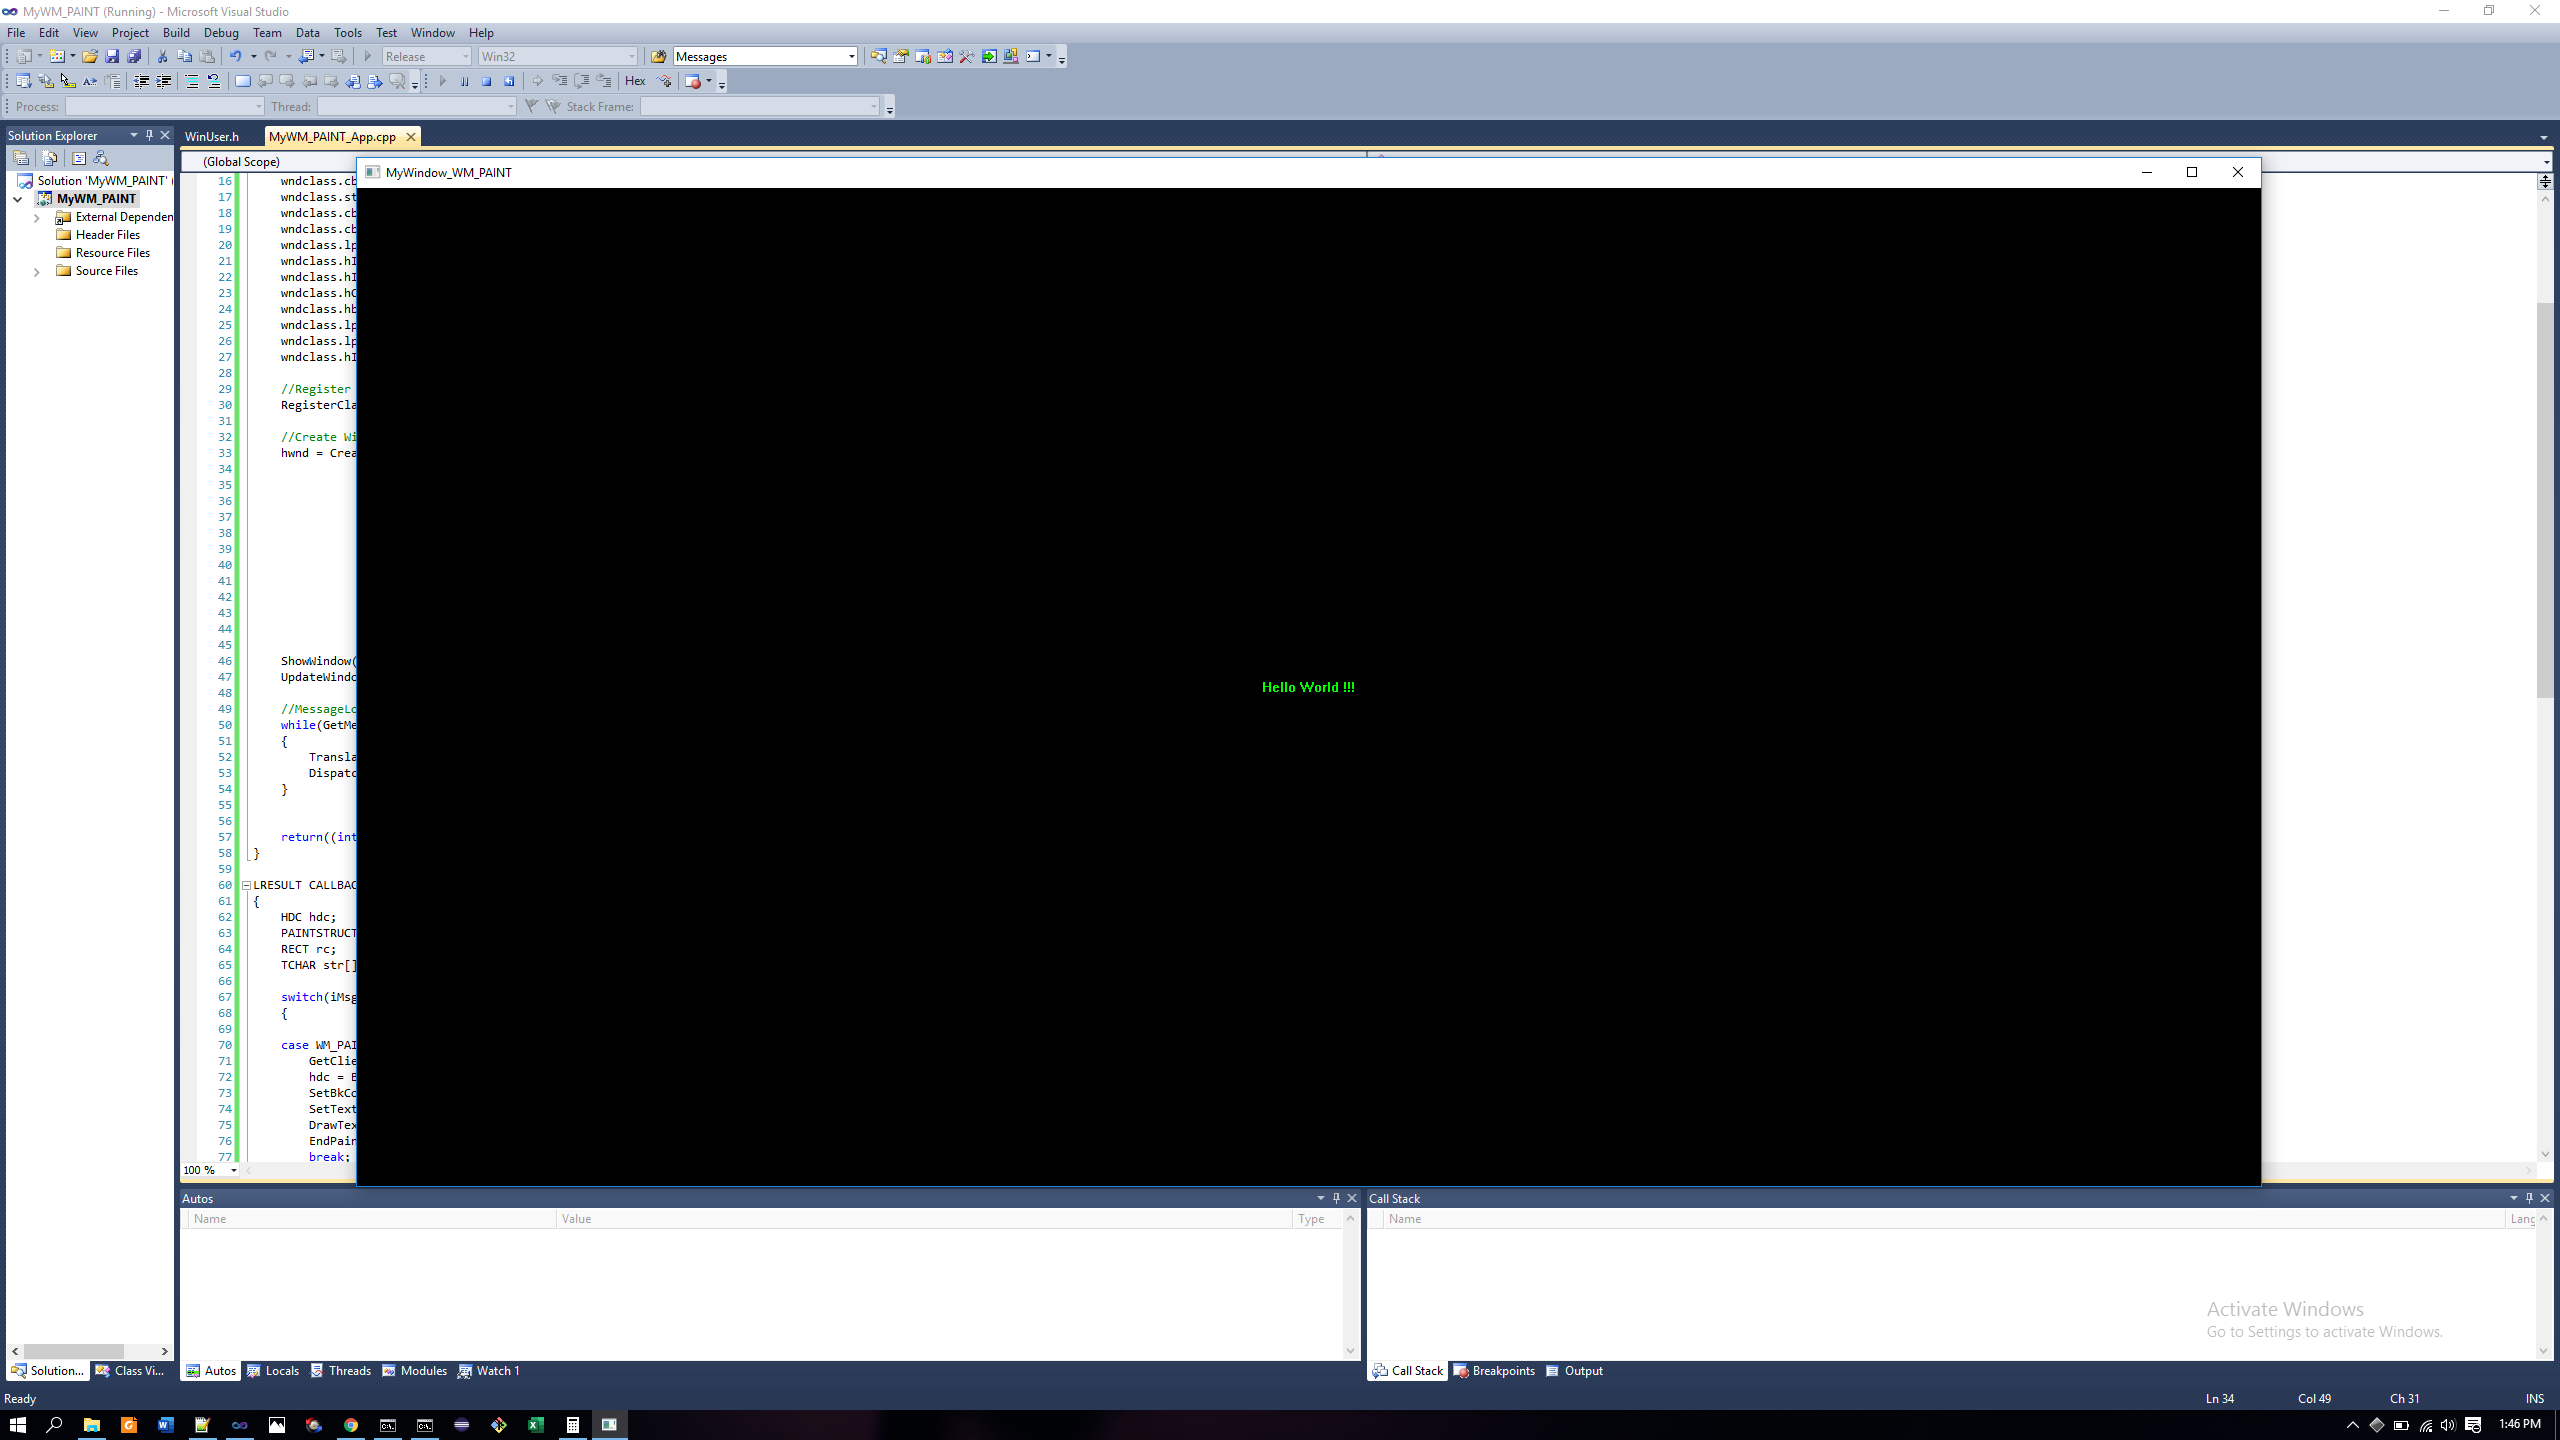 MyWM_PAINT (Running) - Microsoft Visual Studio
File Edit View Project Build Debug Team Data Tools Test Window Help
Release Win32 Messages
Hex
Process: Thread: Stack Frame:
Solution Explorer
WinUser.h MyWM_PAINT_App.cpp
(Global Scope)
Solution 'MyWM_PAINT' (
MyWM_PAINT
External Dependen
Header Files
Resource Files
Source Files
MyWindow_WM_PAINT
Hello World !!!
16 wndclass.cb
17 wndclass.st
18 wndclass.cb
19 wndclass.cb
20 wndclass.lp
21 wndclass.hI
22 wndclass.hI
23 wndclass.hC
24 wndclass.hb
25 wndclass.lp
26 wndclass.lp
27 wndclass.hI
28
29 //Register
30 RegisterCla
31
32 //Create Wi
33 hwnd = Crea
34
35
36
37
38
39
40
41
42
43
44
45
46 ShowWindow(
47 UpdateWindo
48
49 //MessageLo
50 while(GetMe
51 {
52 Transla
53 Dispatc
54 }
55
56
57 return((int
58 }
59
60 LRESULT CALLBAC
61 {
62 HDC hdc;
63 PAINTSTRUCT
64 RECT rc;
65 TCHAR str[]
66
67 switch(iMsg
68 {
69
70 case WM_PAI
71 GetClie
72 hdc = B
73 SetBkCo
74 SetText
75 DrawTex
76 EndPain
77 break;
100 %
Autos
Name Value Type
Call Stack
Name Lang
Activate Windows
Go to Settings to activate Windows.
Solution... Class Vi...
Autos Locals Threads Modules Watch 1
Call Stack Breakpoints Output
Ready Ln 34 Col 49 Ch 31 INS
1:46 PM